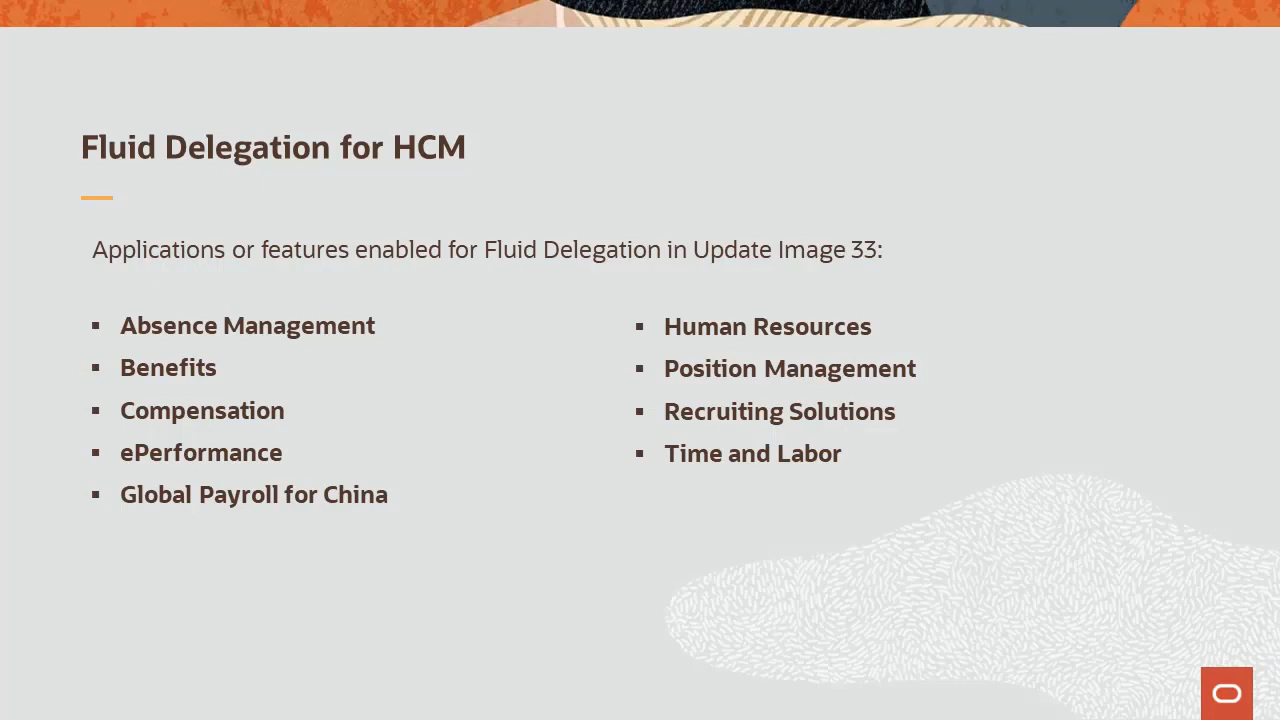 Fluid Delegation for HCM
Applications or features enabled for Fluid Delegation in Update Image 33:
▪ Absence Management
▪ Benefits
▪ Compensation
▪ ePerformance
▪ Global Payroll for China
▪ Human Resources
▪ Position Management
▪ Recruiting Solutions
▪ Time and Labor